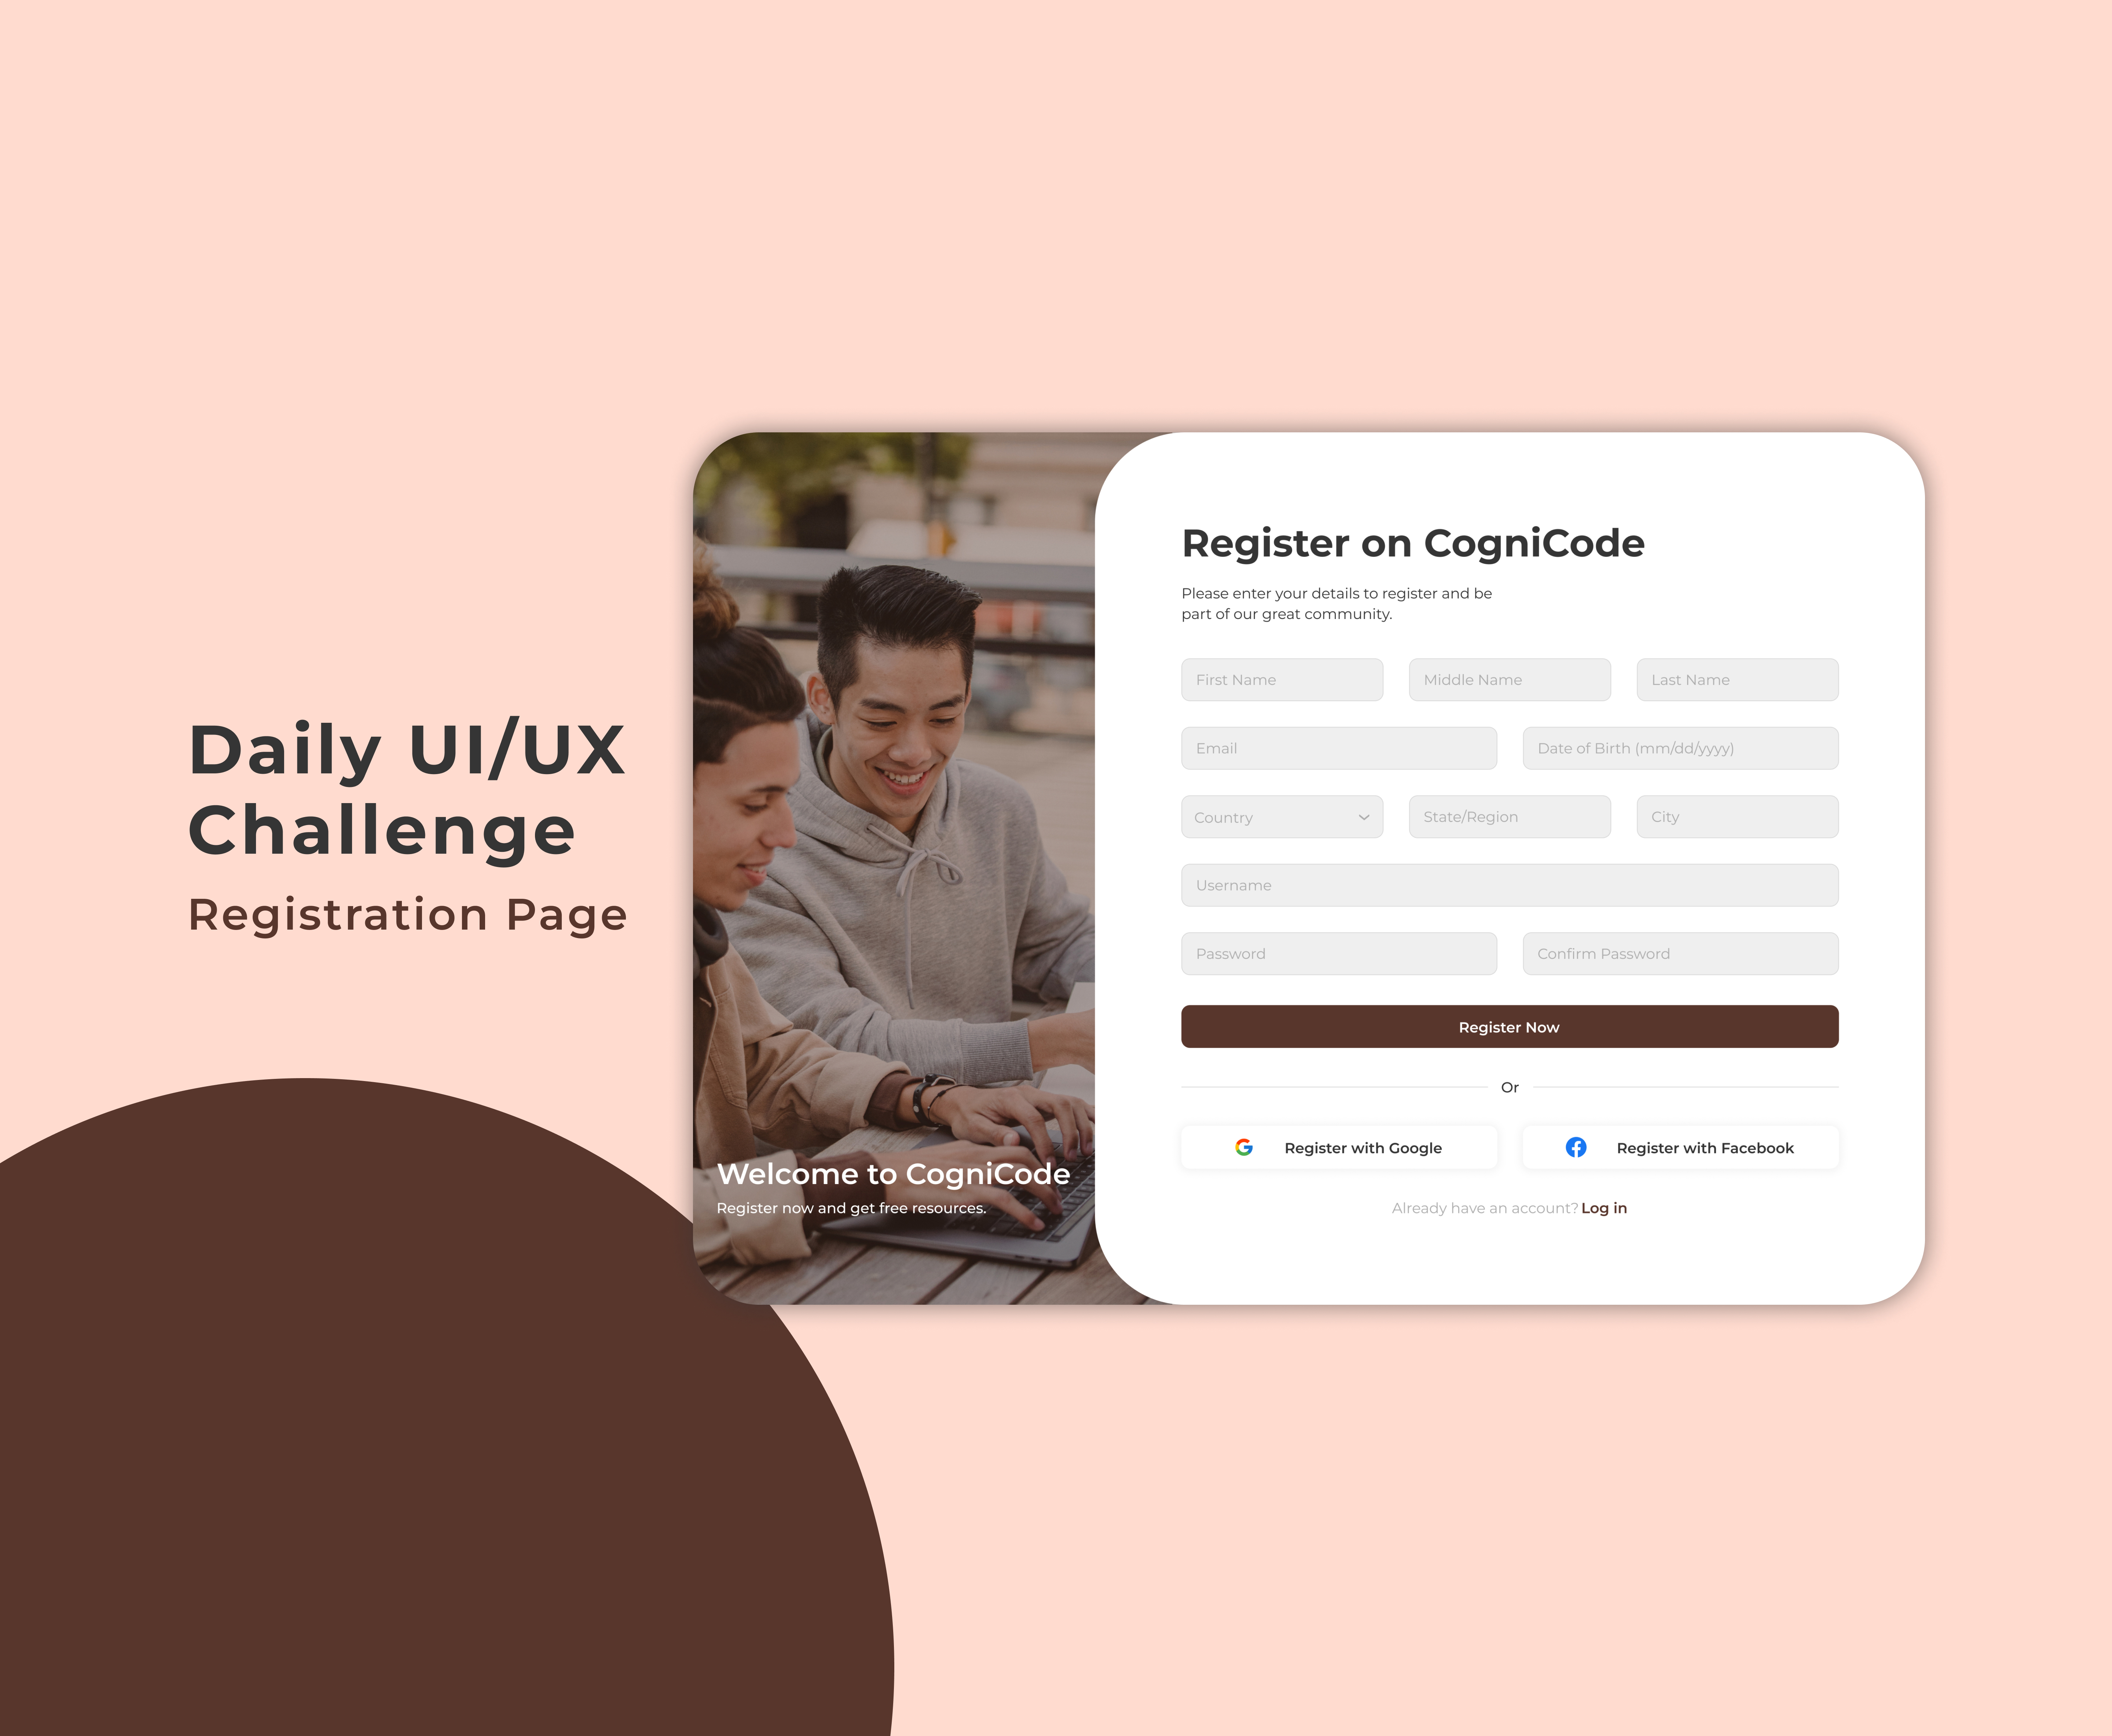 Daily UI/UX
Challenge
Registration Page
Welcome to CogniCode
Register now and get free resources.
Register on CogniCode
Please enter your details to register and be
part of our great community.
First Name
Middle Name
Last Name
Email
Date of Birth (mm/dd/yyyy)
Country
State/Region
City
Username
Password
Confirm Password
Register Now
Or
Register with Google
Register with Facebook
Already have an account? Log in